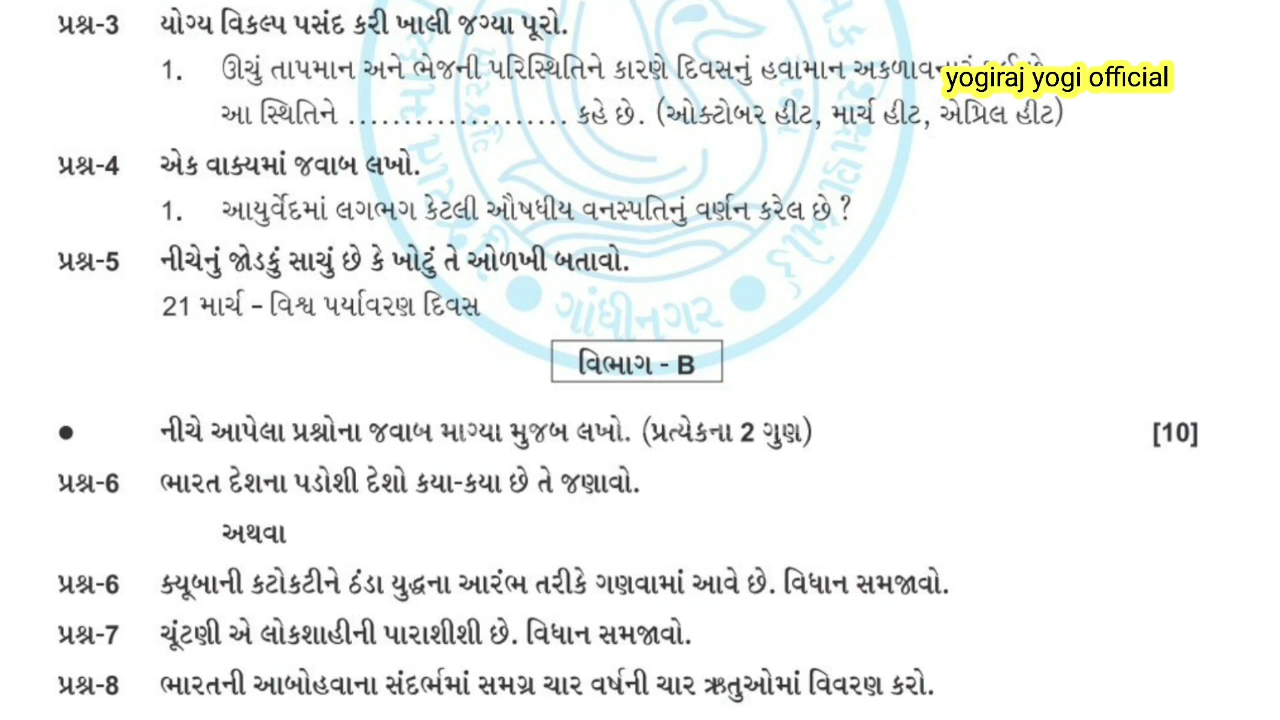 પ્રશ્ન-3 યોગ્ય વિકલ્પ પસંદ કરી ખાલી જગ્યા પૂરો.
1. ઊચું તાપમાન અને ભેજની પરિસ્થિતિને કારણે દિવસનું હવામાન
yogiraj yogi official
આ સ્થિતિને .................... કહે છે. (ઓક્ટોબર હીટ, માર્ચ હીટ, એપ્રિલ હીટ)
પ્રશ્ન-4 એક વાક્યમાં જવાબ લખો.
1. આયુર્વેદમાં લગભગ કેટલી ઔષધીય વનસ્પતિનું વર્ણન કરેલ છે ?
પ્રશ્ન-5 નીચેનું જોડકું સાચું છે કે ખોટું તે ઓળખી બતાવો.
21 માર્ચ – વિશ્વ પર્યાવરણ દિવસ
ગાંધીનગર
વિભાગ - B
● નીચે આપેલા પ્રશ્નોના જવાબ માગ્યા મુજબ લખો. (પ્રત્યેકના 2 ગુણ) [10]
પ્રશ્ન-6 ભારત દેશના પડોશી દેશો કયા-કયા છે તે જણાવો.
અથવા
પ્રશ્ન-6 ક્યૂબાની કટોકટીને ઠંડા યુદ્ધના આરંભ તરીકે ગણવામાં આવે છે. વિધાન સમજાવો.
પ્રશ્ન-7 ચૂંટણી એ લોકશાહીની પારાશીશી છે. વિધાન સમજાવો.
પ્રશ્ન-8 ભારતની આબોહવાના સંદર્ભમાં સમગ્ર ચાર વર્ષની ચાર ઋતુઓમાં વિવરણ કરો.